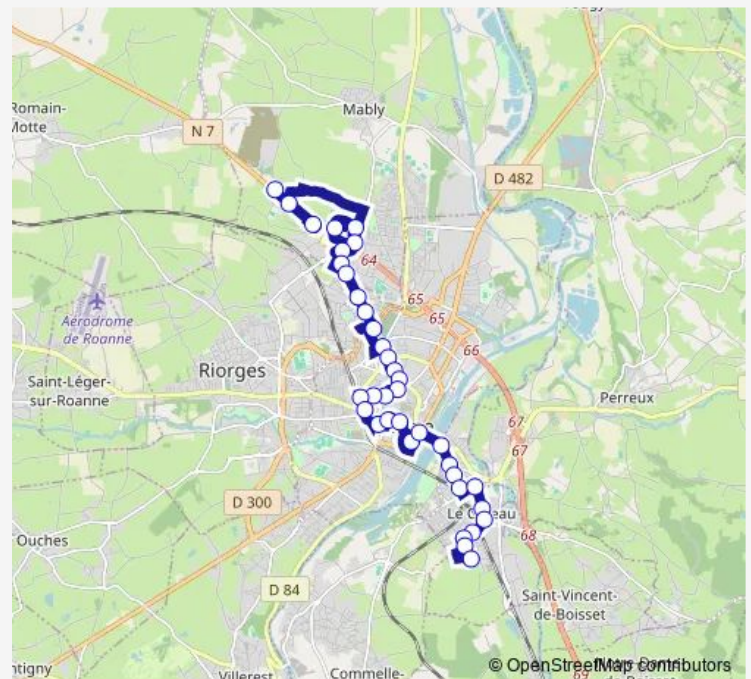 Romain-
Motte
Mably
N 7
D 482
64
65
65
66
Aérodrome
de Roanne
Riorges
Saint-Léger-
sur-Roanne
Perreux
67
67
D 300
Le
Ouches
68
D 84
Saint-Vincent-
de-Boisset
Villerest
Commelle-
© OpenStreetMap contributors
69